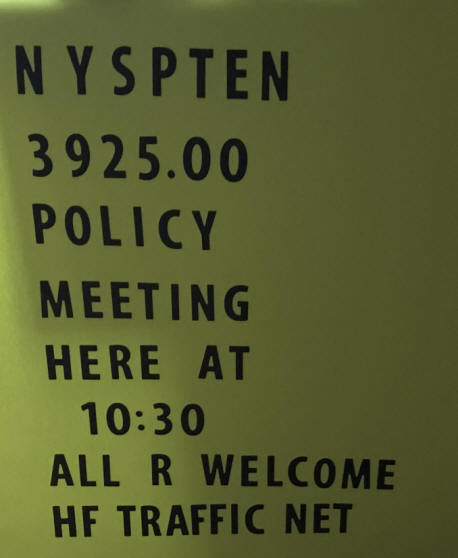 NYSPTEN
3925.00
POLICY
MEETING
HERE AT
10:30
ALL R WELCOME
HF TRAFFIC NET